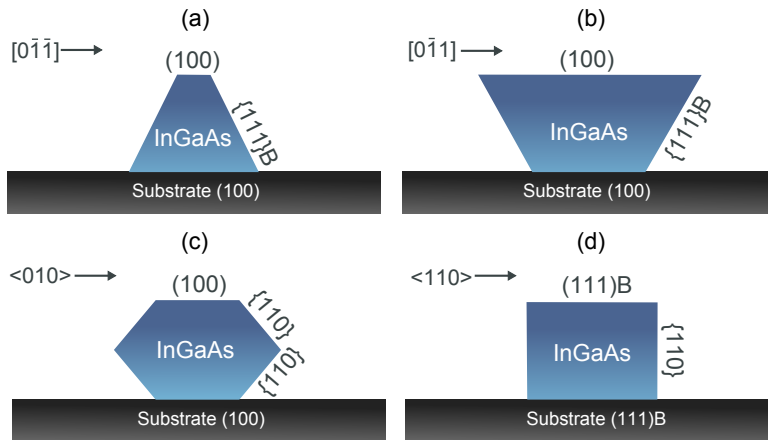 (a)
[01̄1̄]
(100)
{111}B
InGaAs
Substrate (100)
(b)
[01̄1]
(100)
{111}B
InGaAs
Substrate (100)
(c)
<010>
(100)
{110}
{110}
InGaAs
Substrate (100)
(d)
<110>
(111)B
{110}
InGaAs
Substrate (111)B